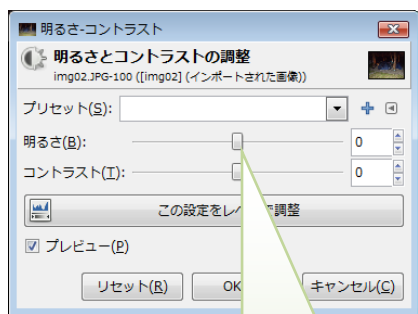 明るさ-コントラスト
明るさとコントラストの調整
img02.JPG-100 ([img02] (インポートされた画像))
プリセット(S):
明るさ(B): 0
コントラスト(T): 0
この設定をレベルで調整
プレビュー(P)
リセット(R) OK キャンセル(C)